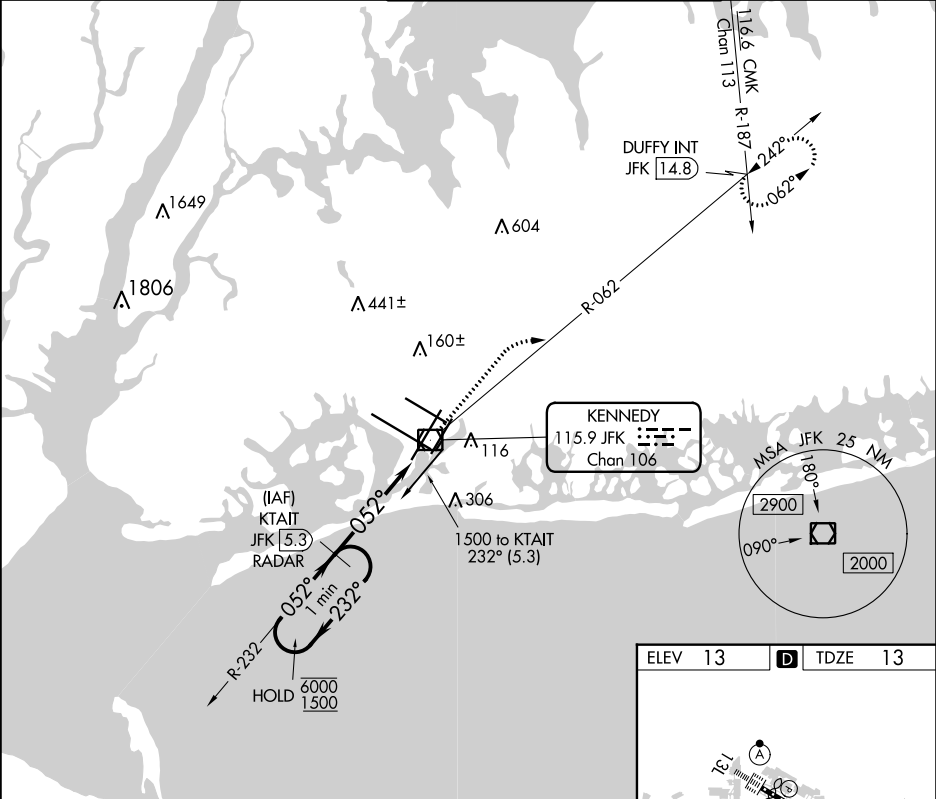 116.6 CMK
Chan 113
R-187
DUFFY INT
JFK 14.8
242°
062°
1649
604
1806
441±
R-062
160±
KENNEDY
115.9 JFK
Chan 106
116
MSA JFK 25 NM
180°
(IAF)
KTAIT
JFK 5.3
RADAR
052°
306
2900
1500 to KTAIT
232° (5.3)
090°
2000
052°
1 min
232°
R-232
HOLD 6000
1500
ELEV 13 D TDZE 13
A
13L
P